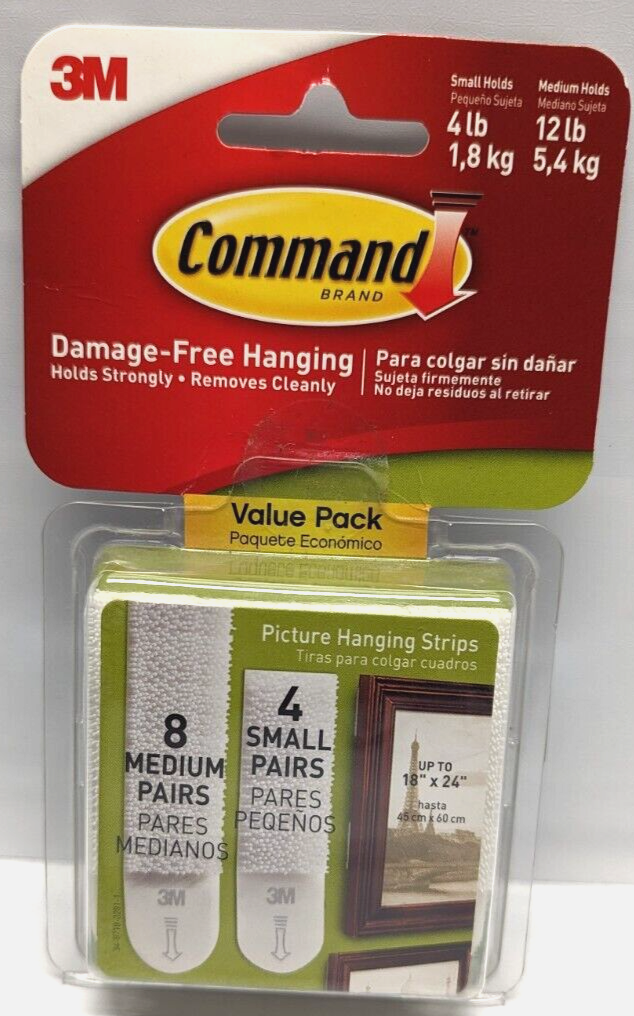 3M
Small Holds
Pequeño Sujeta
4 lb
1,8 kg
Medium Holds
Mediano Sujeta
12 lb
5,4 kg
Command™
BRAND
Damage-Free Hanging
Holds Strongly • Removes Cleanly
Para colgar sin dañar
Sujeta firmemente
No deja residuos al retirar
Value Pack
Paquete Económico
Picture Hanging Strips
Tiras para colgar cuadros
8
MEDIUM
PAIRS
PARES
MEDIANOS
4
SMALL
PAIRS
PARES
PEQEÑOS
UP TO
18" x 24"
hasta
45 cm x 60 cm
3M
3M